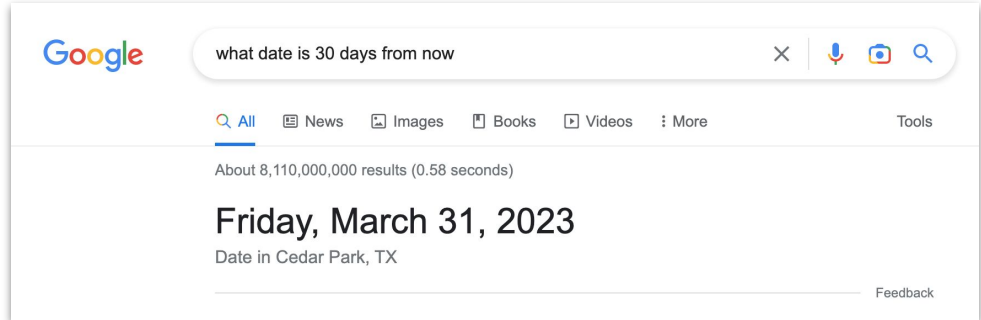 Google
what date is 30 days from now
All News Images Books Videos More Tools
About 8,110,000,000 results (0.58 seconds)
Friday, March 31, 2023
Date in Cedar Park, TX
Feedback